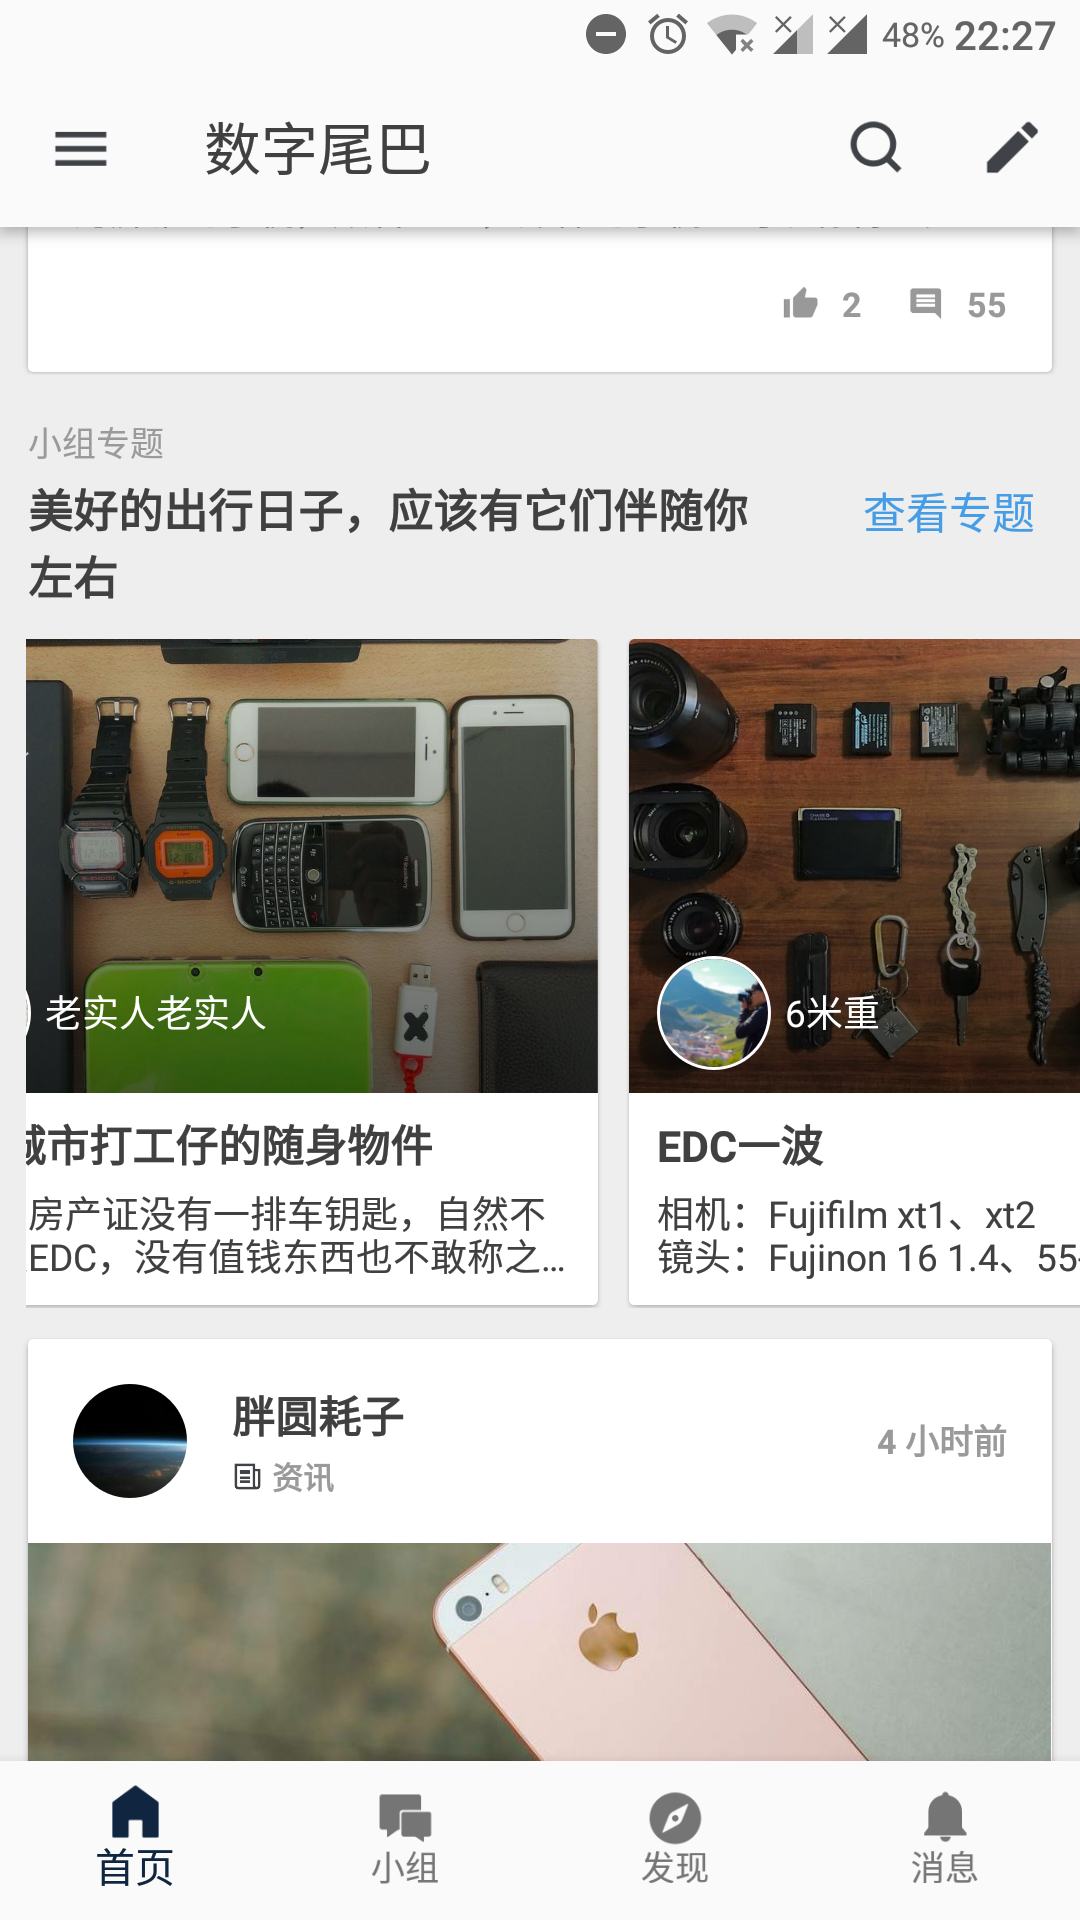 48% 22:27
数字尾巴
2 55
小组专题
美好的出行日子，应该有它们伴随你
左右
查看专题
老实人老实人
城市打工仔的随身物件
房产证没有一排车钥匙，自然不
EDC，没有值钱东西也不敢称之…
6米重
EDC一波
相机：Fujifilm xt1、xt2
镜头：Fujinon 16 1.4、55
胖圆耗子
资讯
4 小时前
首页
小组
发现
消息